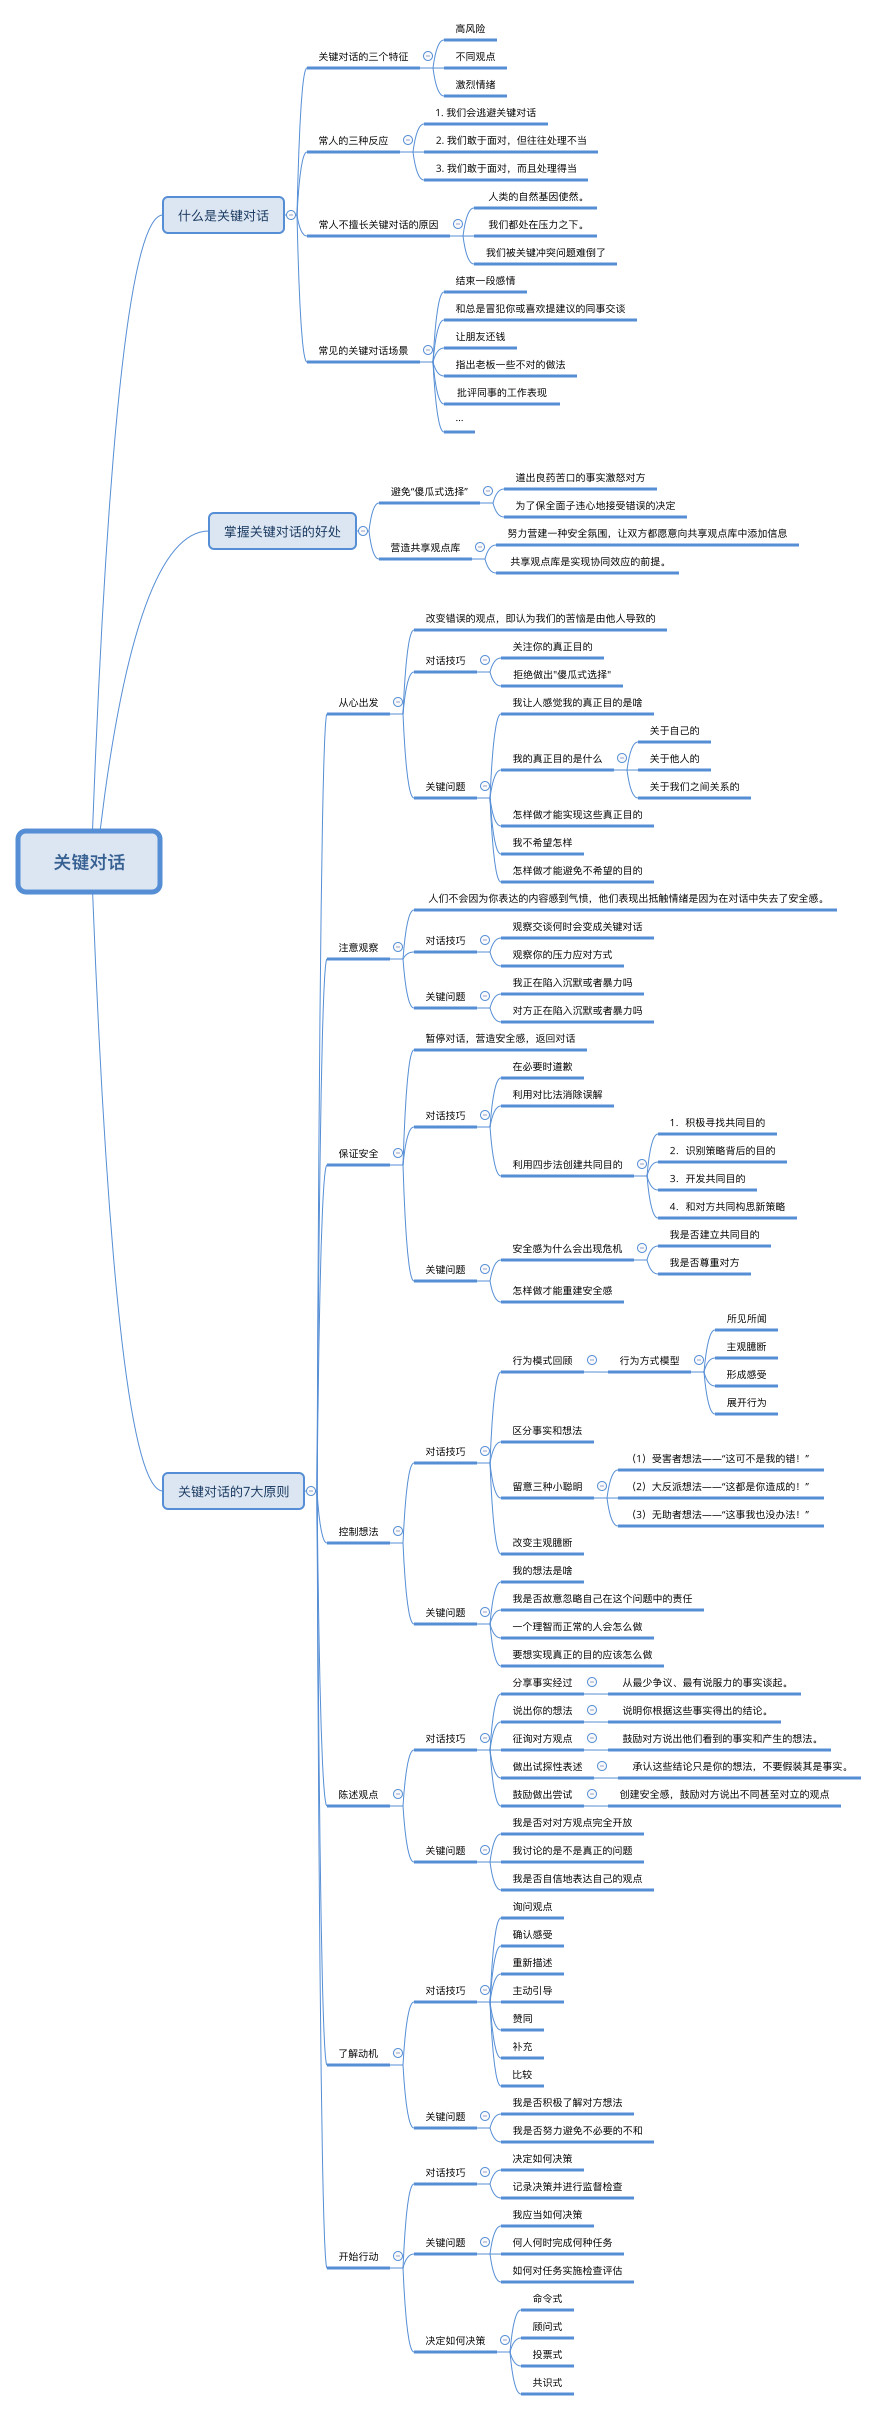 关键对话
什么是关键对话
关键对话的三个特征
高风险
不同观点
激烈情绪
常人的三种反应
1. 我们会逃避关键对话
2. 我们敢于面对，但往往处理不当
3. 我们敢于面对，而且处理得当
常人不擅长关键对话的原因
人类的自然基因使然。
我们都处在压力之下。
我们被关键冲突问题难倒了
常见的关键对话场景
结束一段感情
和总是冒犯你或喜欢提建议的同事交谈
让朋友还钱
指出老板一些不对的做法
批评同事的工作表现
...
掌握关键对话的好处
避免“傻瓜式选择”
道出良药苦口的事实激怒对方
为了保全面子违心地接受错误的决定
营造共享观点库
努力营建一种安全氛围，让双方都愿意向共享观点库中添加信息
共享观点库是实现协同效应的前提。
关键对话的7大原则
从心出发
改变错误的观点，即认为我们的苦恼是由他人导致的
对话技巧
关注你的真正目的
拒绝做出"傻瓜式选择"
关键问题
我让人感觉我的真正目的是啥
我的真正目的是什么
关于自己的
关于他人的
关于我们之间关系的
怎样做才能实现这些真正目的
我不希望怎样
怎样做才能避免不希望的目的
注意观察
人们不会因为你表达的内容感到气愤，他们表现出抵触情绪是因为在对话中失去了安全感。
对话技巧
观察交谈何时会变成关键对话
观察你的压力应对方式
关键问题
我正在陷入沉默或者暴力吗
对方正在陷入沉默或者暴力吗
保证安全
暂停对话，营造安全感，返回对话
对话技巧
在必要时道歉
利用对比法消除误解
利用四步法创建共同目的
1. 积极寻找共同目的
2. 识别策略背后的目的
3. 开发共同目的
4. 和对方共同构思新策略
关键问题
安全感为什么会出现危机
我是否建立共同目的
我是否尊重对方
怎样做才能重建安全感
控制想法
对话技巧
行为模式回顾
行为方式模型
所见所闻
主观臆断
形成感受
展开行为
区分事实和想法
留意三种小聪明
（1）受害者想法——“这可不是我的错！”
（2）大反派想法——“这都是你造成的！”
（3）无助者想法——“这事我也没办法！”
改变主观臆断
关键问题
我的想法是啥
我是否故意忽略自己在这个问题中的责任
一个理智而正常的人会怎么做
要想实现真正的目的应该怎么做
陈述观点
对话技巧
分享事实经过
从最少争议、最有说服力的事实谈起。
说出你的想法
说明你根据这些事实得出的结论。
征询对方观点
鼓励对方说出他们看到的事实和产生的想法。
做出试探性表述
承认这些结论只是你的想法，不要假装其是事实。
鼓励做出尝试
创建安全感，鼓励对方说出不同甚至对立的观点
关键问题
我是否对对方观点完全开放
我讨论的是不是真正的问题
我是否自信地表达自己的观点
了解动机
对话技巧
询问观点
确认感受
重新描述
主动引导
赞同
补充
比较
关键问题
我是否积极了解对方想法
我是否努力避免不必要的不和
开始行动
对话技巧
决定如何决策
记录决策并进行监督检查
关键问题
我应当如何决策
何人何时完成何种任务
如何对任务实施检查评估
决定如何决策
命令式
顾问式
投票式
共识式